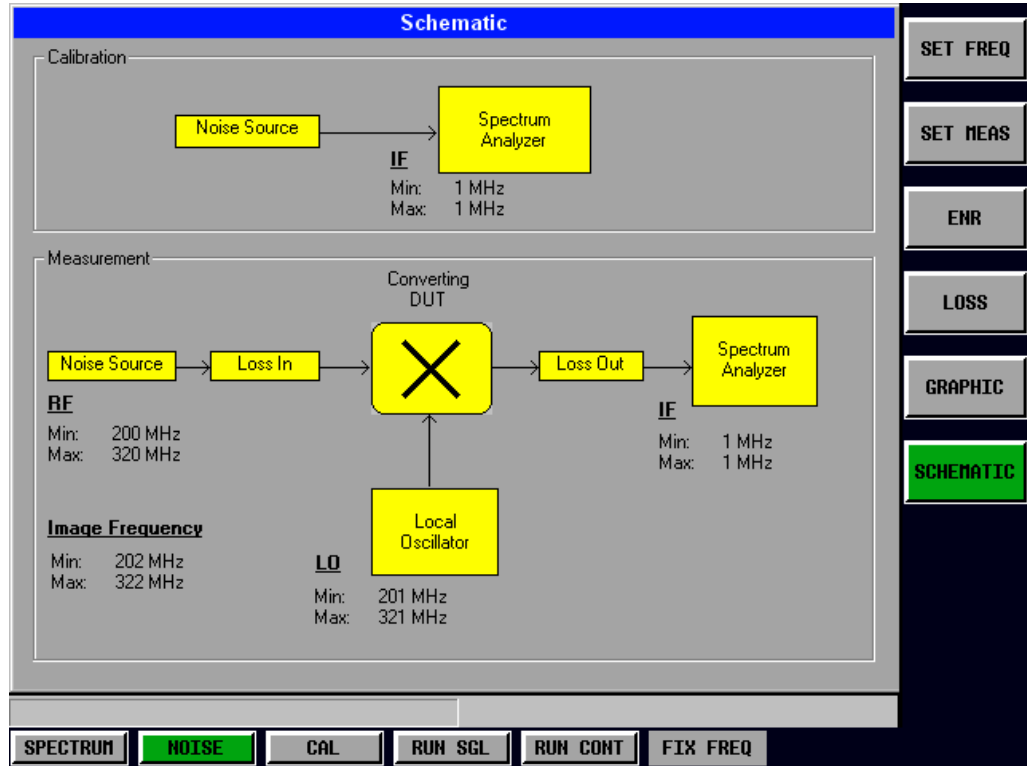 Schematic
Calibration
Noise Source
Spectrum
Analyzer
IF
Min: 1 MHz
Max: 1 MHz
Measurement
Converting
DUT
Noise Source
Loss In
Loss Out
Spectrum
Analyzer
RF
Min: 200 MHz
Max: 320 MHz
IF
Min: 1 MHz
Max: 1 MHz
Local
Oscillator
Image Frequency
Min: 202 MHz
Max: 322 MHz
LO
Min: 201 MHz
Max: 321 MHz
SET FREQ
SET MEAS
ENR
LOSS
GRAPHIC
SCHEMATIC
SPECTRUM NOISE CAL RUN SGL RUN CONT FIX FREQ